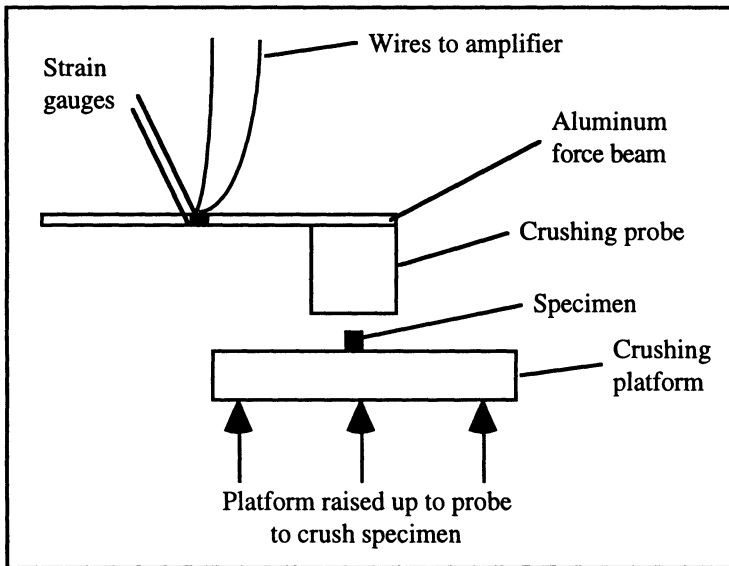 Wires to amplifier
Strain
gauges
Aluminum
force beam
Crushing probe
Specimen
Crushing
platform
Platform raised up to probe
to crush specimen